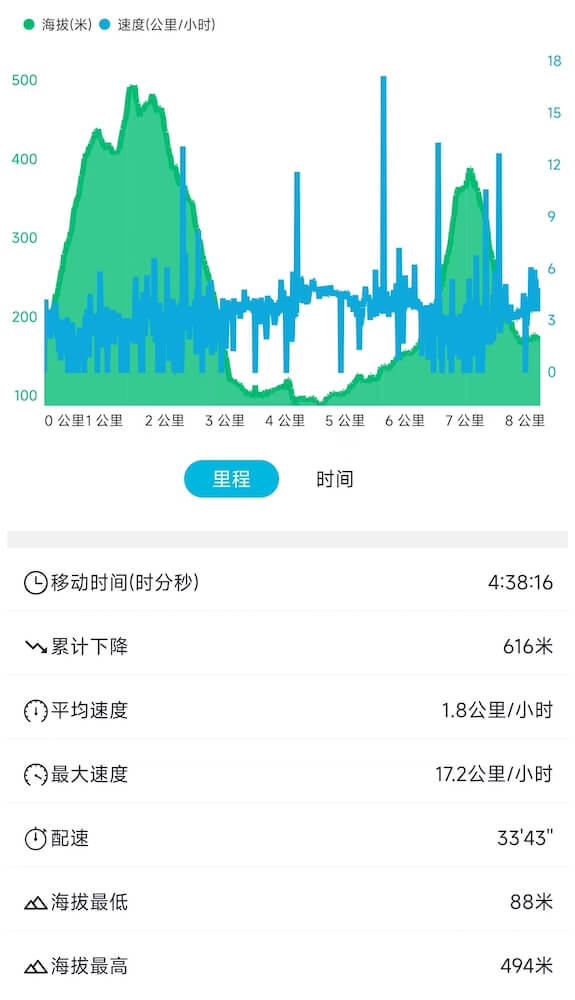 海拔(米) 速度(公里/小时)
18
500
15
400
12
9
300
6
200
3
0
100
0 公里1 公里 2 公里 3 公里 4 公里 5 公里 6 公里 7 公里 8 公里
里程 时间
移动时间(时分秒) 4:38:16
累计下降 616米
平均速度 1.8公里/小时
最大速度 17.2公里/小时
配速 33'43"
海拔最低 88米
海拔最高 494米